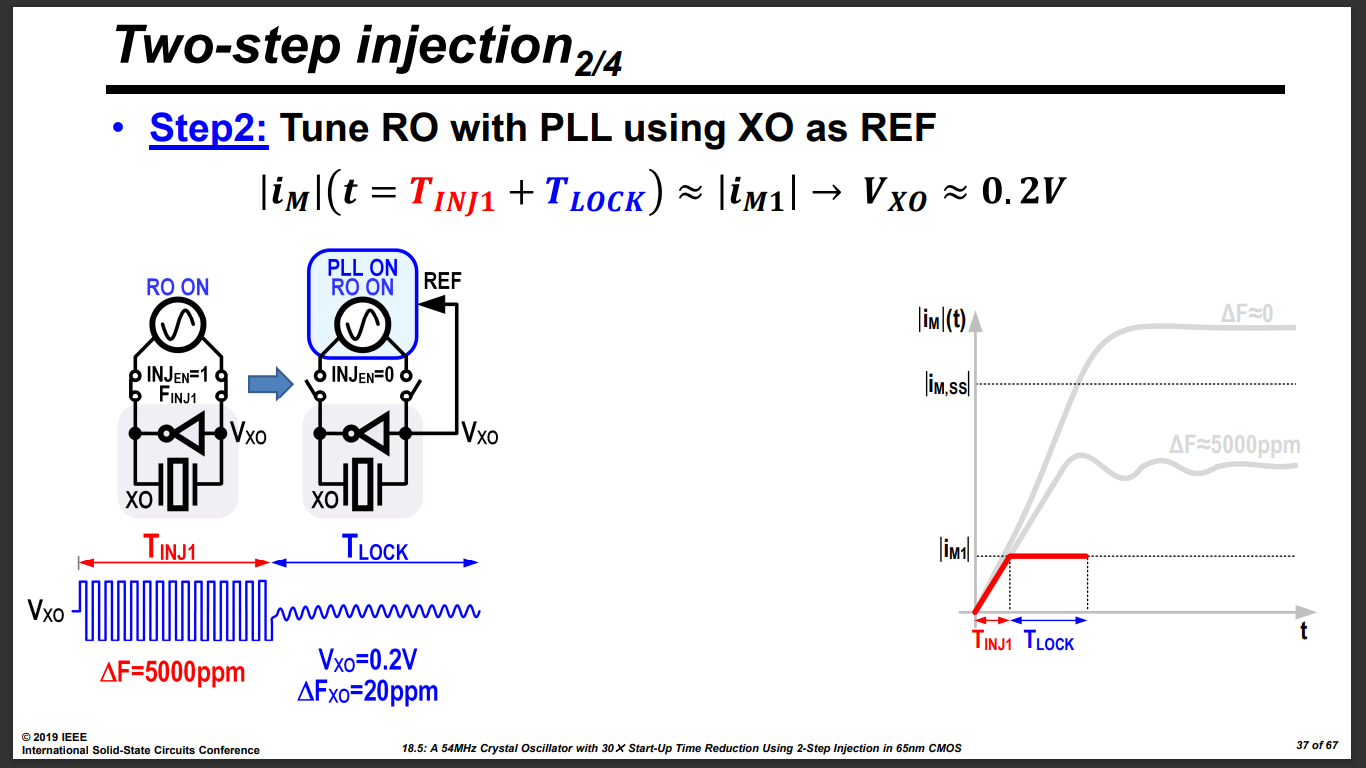 Two-step injection2/4
• Step2: Tune RO with PLL using XO as REF
|iM|(t = TINJ1 + TLOCK) ≈ |iM1| → VXO ≈ 0.2V
RO ON
INJEN=1
FINJ1
VXO
XO
PLL ON
RO ON
REF
INJEN=0
VXO
XO
TINJ1
TLOCK
VXO
ΔF=5000ppm
VXO=0.2V
ΔFXO=20ppm
|iM|(t)
ΔF≈0
|iM,SS|
ΔF≈5000ppm
|iM1|
t
TINJ1 TLOCK
© 2019 IEEE
International Solid-State Circuits Conference
18.5: A 54MHz Crystal Oscillator with 30X Start-Up Time Reduction Using 2-Step Injection in 65nm CMOS
37 of 67